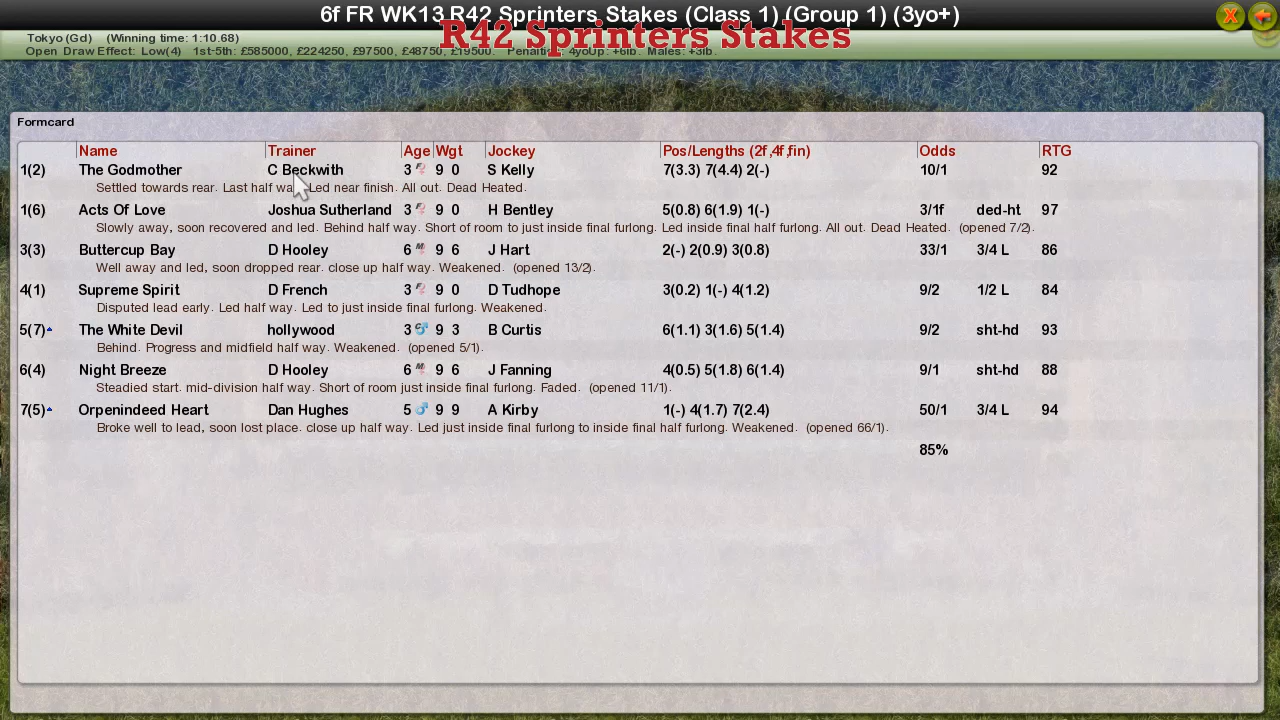 6f FR WK13 R42 Sprinters Stakes (Class 1) (Group 1) (3yo+)
R42 Sprinters Stakes
Tokyo (Gd) (Winning time: 1:10.68)
Open Draw Effect: Low(4) 1st-5th: £585000, £224250, £97500, £48750, £19500. Penalties: 4yoUp: +6lb. Males: +3lb.
Formcard
Name Trainer Age Wgt Jockey Pos/Lengths (2f,4f,fin) Odds RTG
1(2) The Godmother C Beckwith 3 9 0 S Kelly 7(3.3) 7(4.4) 2(-) 10/1 92
Settled towards rear. Last half way. Led near finish. All out. Dead Heated.
1(6) Acts Of Love Joshua Sutherland 3 9 0 H Bentley 5(0.8) 6(1.9) 1(-) 3/1f ded-ht 97
Slowly away, soon recovered and led. Behind half way. Short of room to just inside final furlong. Led inside final half furlong. All out. Dead Heated. (opened 7/2).
3(3) Buttercup Bay D Hooley 6 9 6 J Hart 2(-) 2(0.9) 3(0.8) 33/1 3/4 L 86
Well away and led, soon dropped rear. close up half way. Weakened. (opened 13/2).
4(1) Supreme Spirit D French 3 9 0 D Tudhope 3(0.2) 1(-) 4(1.2) 9/2 1/2 L 84
Disputed lead early. Led half way. Led to just inside final furlong. Weakened.
5(7) The White Devil hollywood 3 9 3 B Curtis 6(1.1) 3(1.6) 5(1.4) 9/2 sht-hd 93
Behind. Progress and midfield half way. Weakened. (opened 5/1).
6(4) Night Breeze D Hooley 6 9 6 J Fanning 4(0.5) 5(1.8) 6(1.4) 9/1 sht-hd 88
Steadied start. mid-division half way. Short of room just inside final furlong. Faded. (opened 11/1).
7(5) Orpenindeed Heart Dan Hughes 5 9 9 A Kirby 1(-) 4(1.7) 7(2.4) 50/1 3/4 L 94
Broke well to lead, soon lost place. close up half way. Led just inside final furlong to inside final half furlong. Weakened. (opened 66/1).
85%